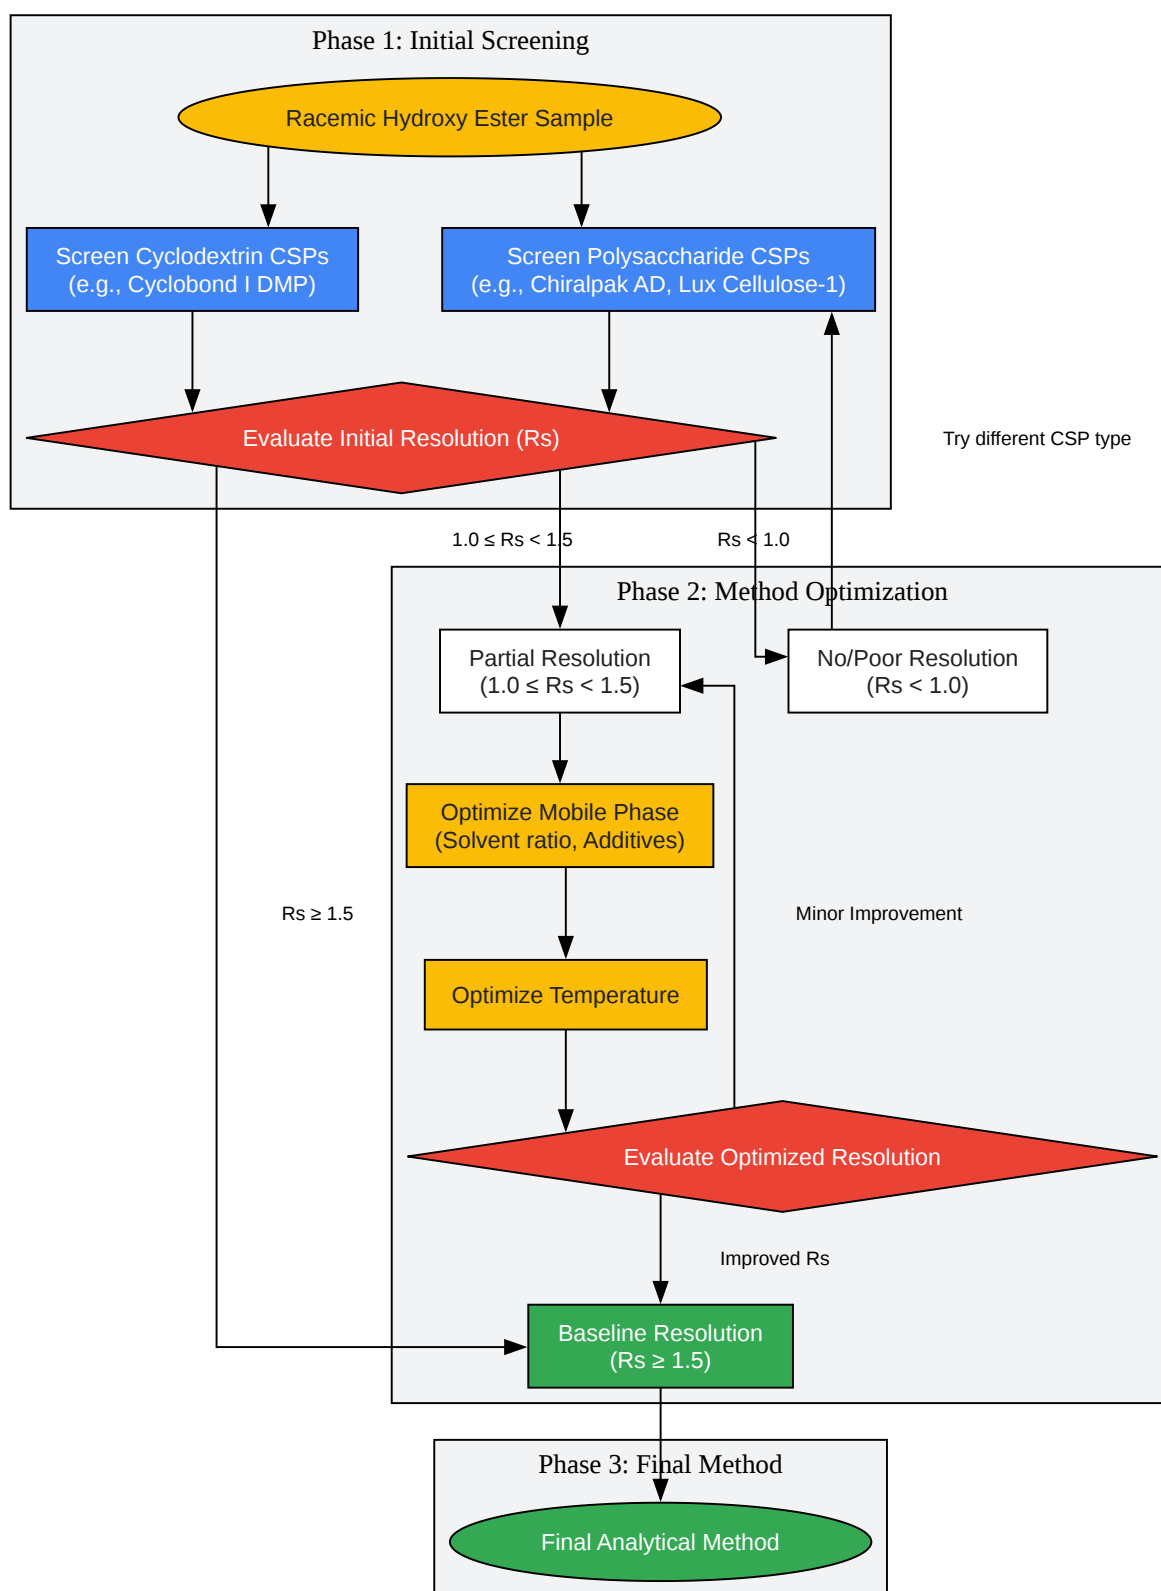 Phase 1: Initial Screening
Racemic Hydroxy Ester Sample
Screen Cyclodextrin CSPs
(e.g., Cyclobond I DMP)
Screen Polysaccharide CSPs
(e.g., Chiralpak AD, Lux Cellulose-1)
Evaluate Initial Resolution (Rs)
Try different CSP type
1.0 ≤ Rs < 1.5
Rs < 1.0
Phase 2: Method Optimization
Partial Resolution
(1.0 ≤ Rs < 1.5)
No/Poor Resolution
(Rs < 1.0)
Optimize Mobile Phase
(Solvent ratio, Additives)
Rs ≥ 1.5
Minor Improvement
Optimize Temperature
Evaluate Optimized Resolution
Improved Rs
Baseline Resolution
(Rs ≥ 1.5)
Phase 3: Final Method
Final Analytical Method